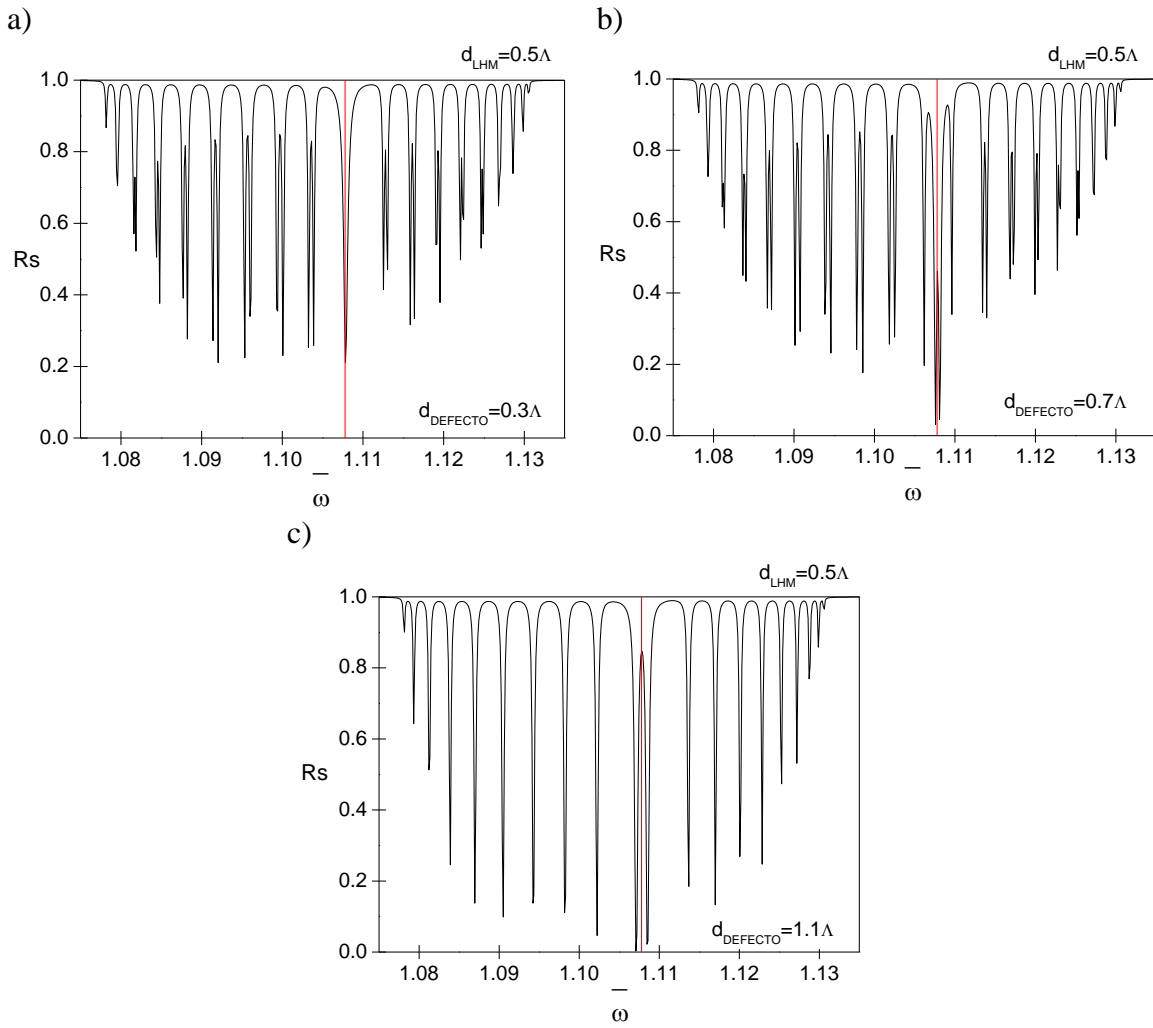 a)
d_LHM=0.5Λ
1.0
0.8
0.6
Rs
0.4
0.2
0.0
d_DEFECTO=0.3Λ
1.08 1.09 1.10 1.11 1.12 1.13
ω̅
b)
d_LHM=0.5Λ
1.0
0.8
0.6
Rs
0.4
0.2
0.0
d_DEFECTO=0.7Λ
1.08 1.09 1.10 1.11 1.12 1.13
ω̅
c)
d_LHM=0.5Λ
1.0
0.8
0.6
Rs
0.4
0.2
0.0
d_DEFECTO=1.1Λ
1.08 1.09 1.10 1.11 1.12 1.13
ω̅